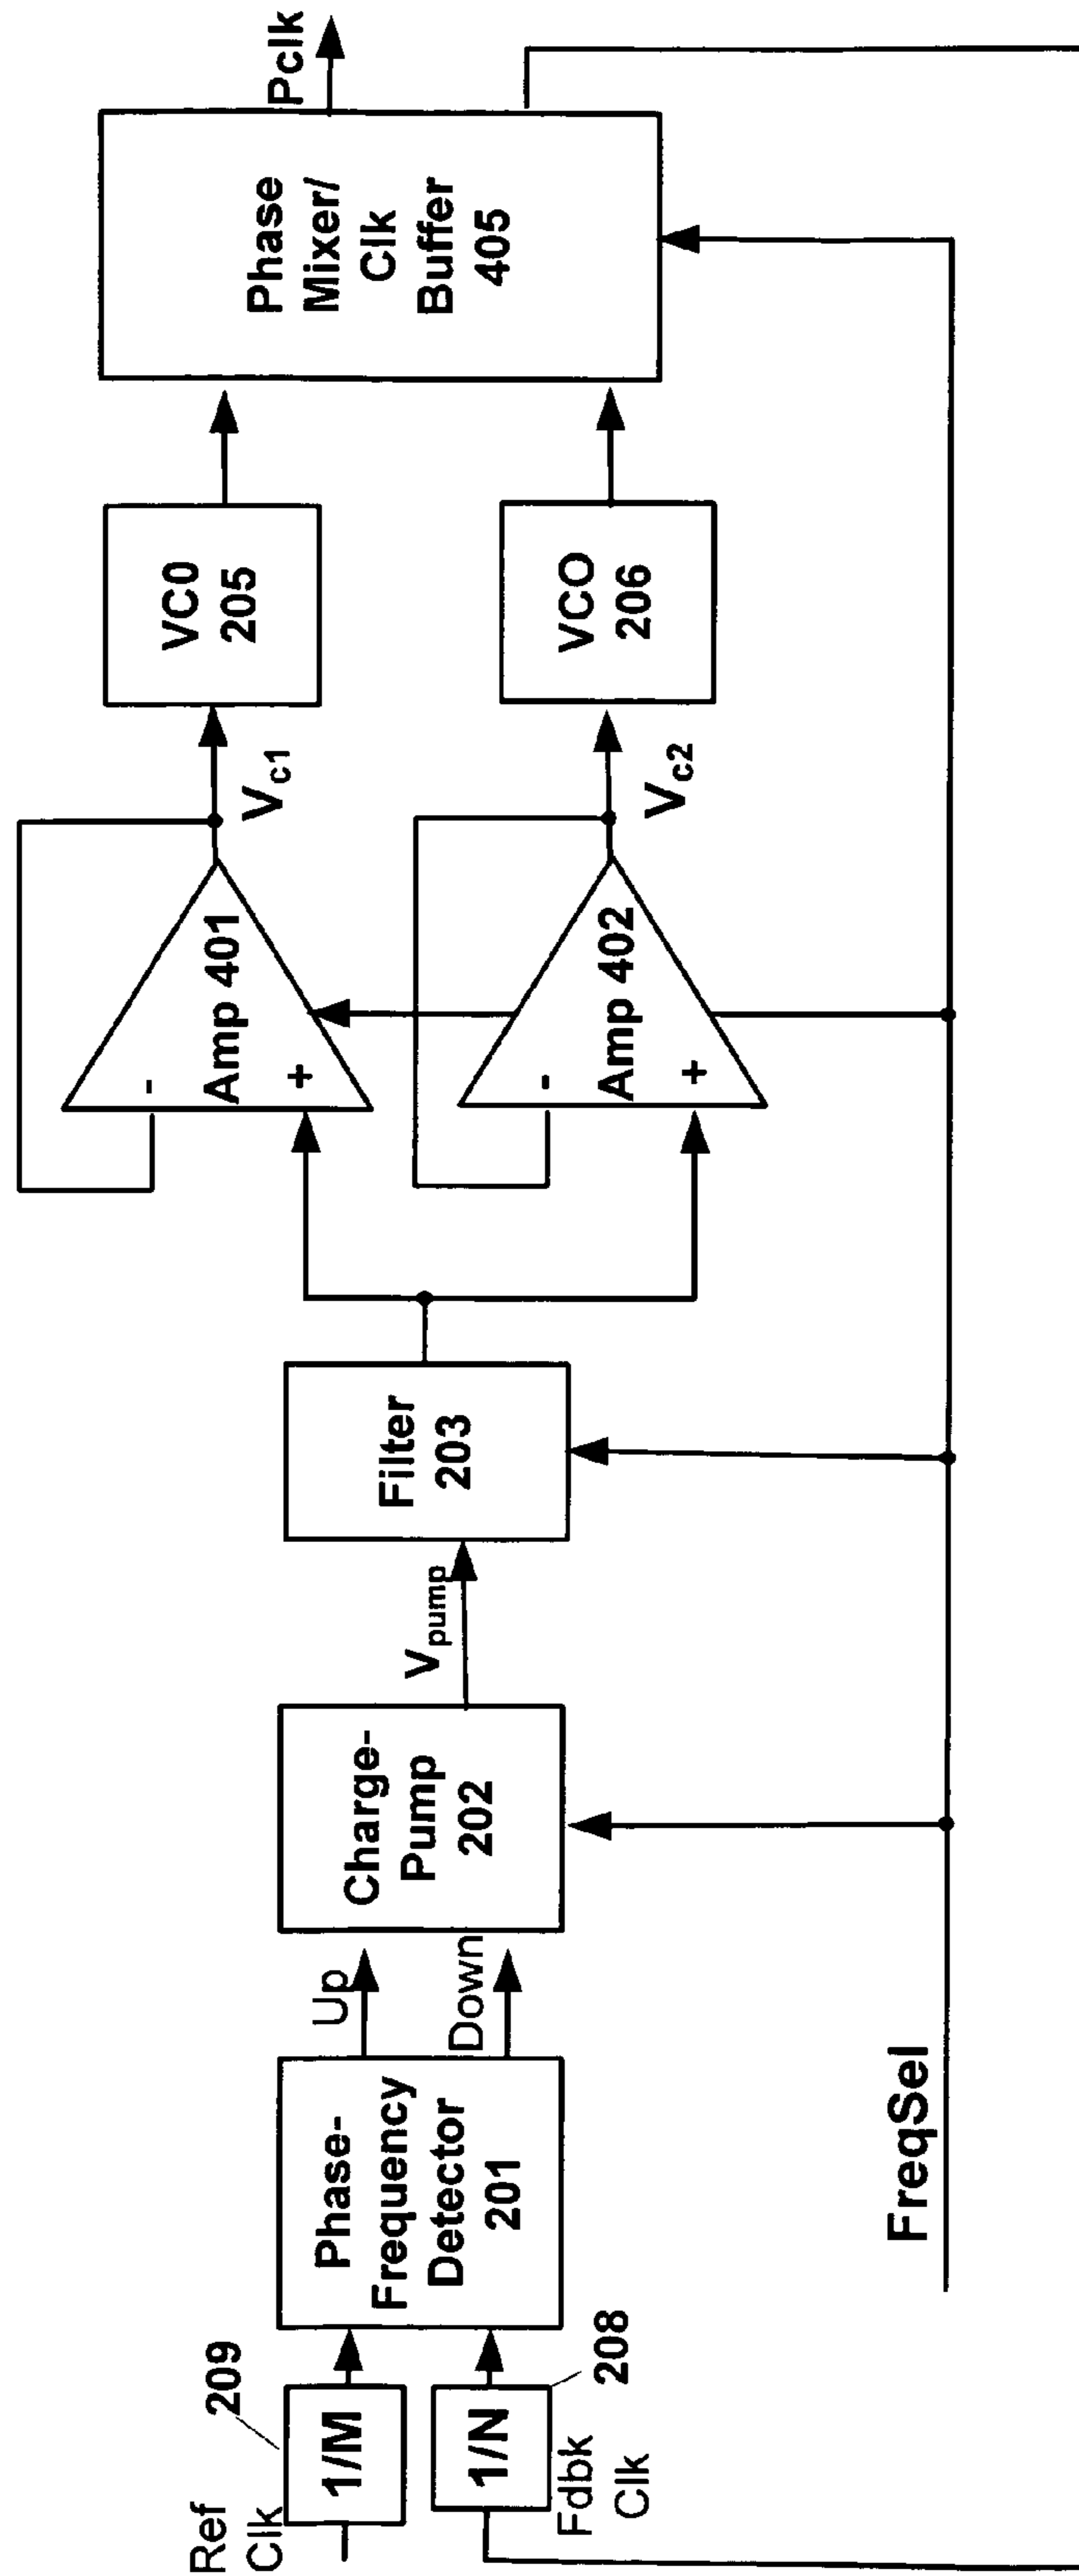 Ref
Clk
209
1/M
1/N
208
Fdbk
Clk
Phase-
Frequency
Detector
201
Up
Down
Charge-
Pump
202
Vpump
Filter
203
-
Amp 401
+
-
Amp 402
+
Vc1
Vc2
VC0
205
VCO
206
Phase
Mixer/
Clk
Buffer
405
Pclk
FreqSel